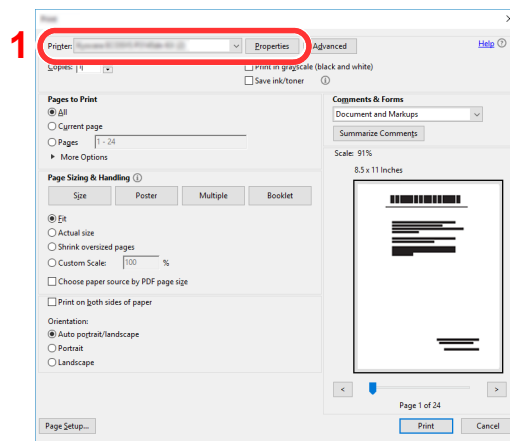 1
Printer:
Properties
Advanced
Help
Copies:
Print in grayscale (black and white)
Save ink/toner
Pages to Print
All
Current page
Pages
1 - 24
More Options
Comments & Forms
Document and Markups
Summarize Comments
Scale: 91%
8.5 x 11 Inches
Page Sizing & Handling
Size
Poster
Multiple
Booklet
Fit
Actual size
Shrink oversized pages
Custom Scale:
100
%
Choose paper source by PDF page size
Print on both sides of paper
Orientation:
Auto portrait/landscape
Portrait
Landscape
<
>
Page 1 of 24
Page Setup...
Print
Cancel